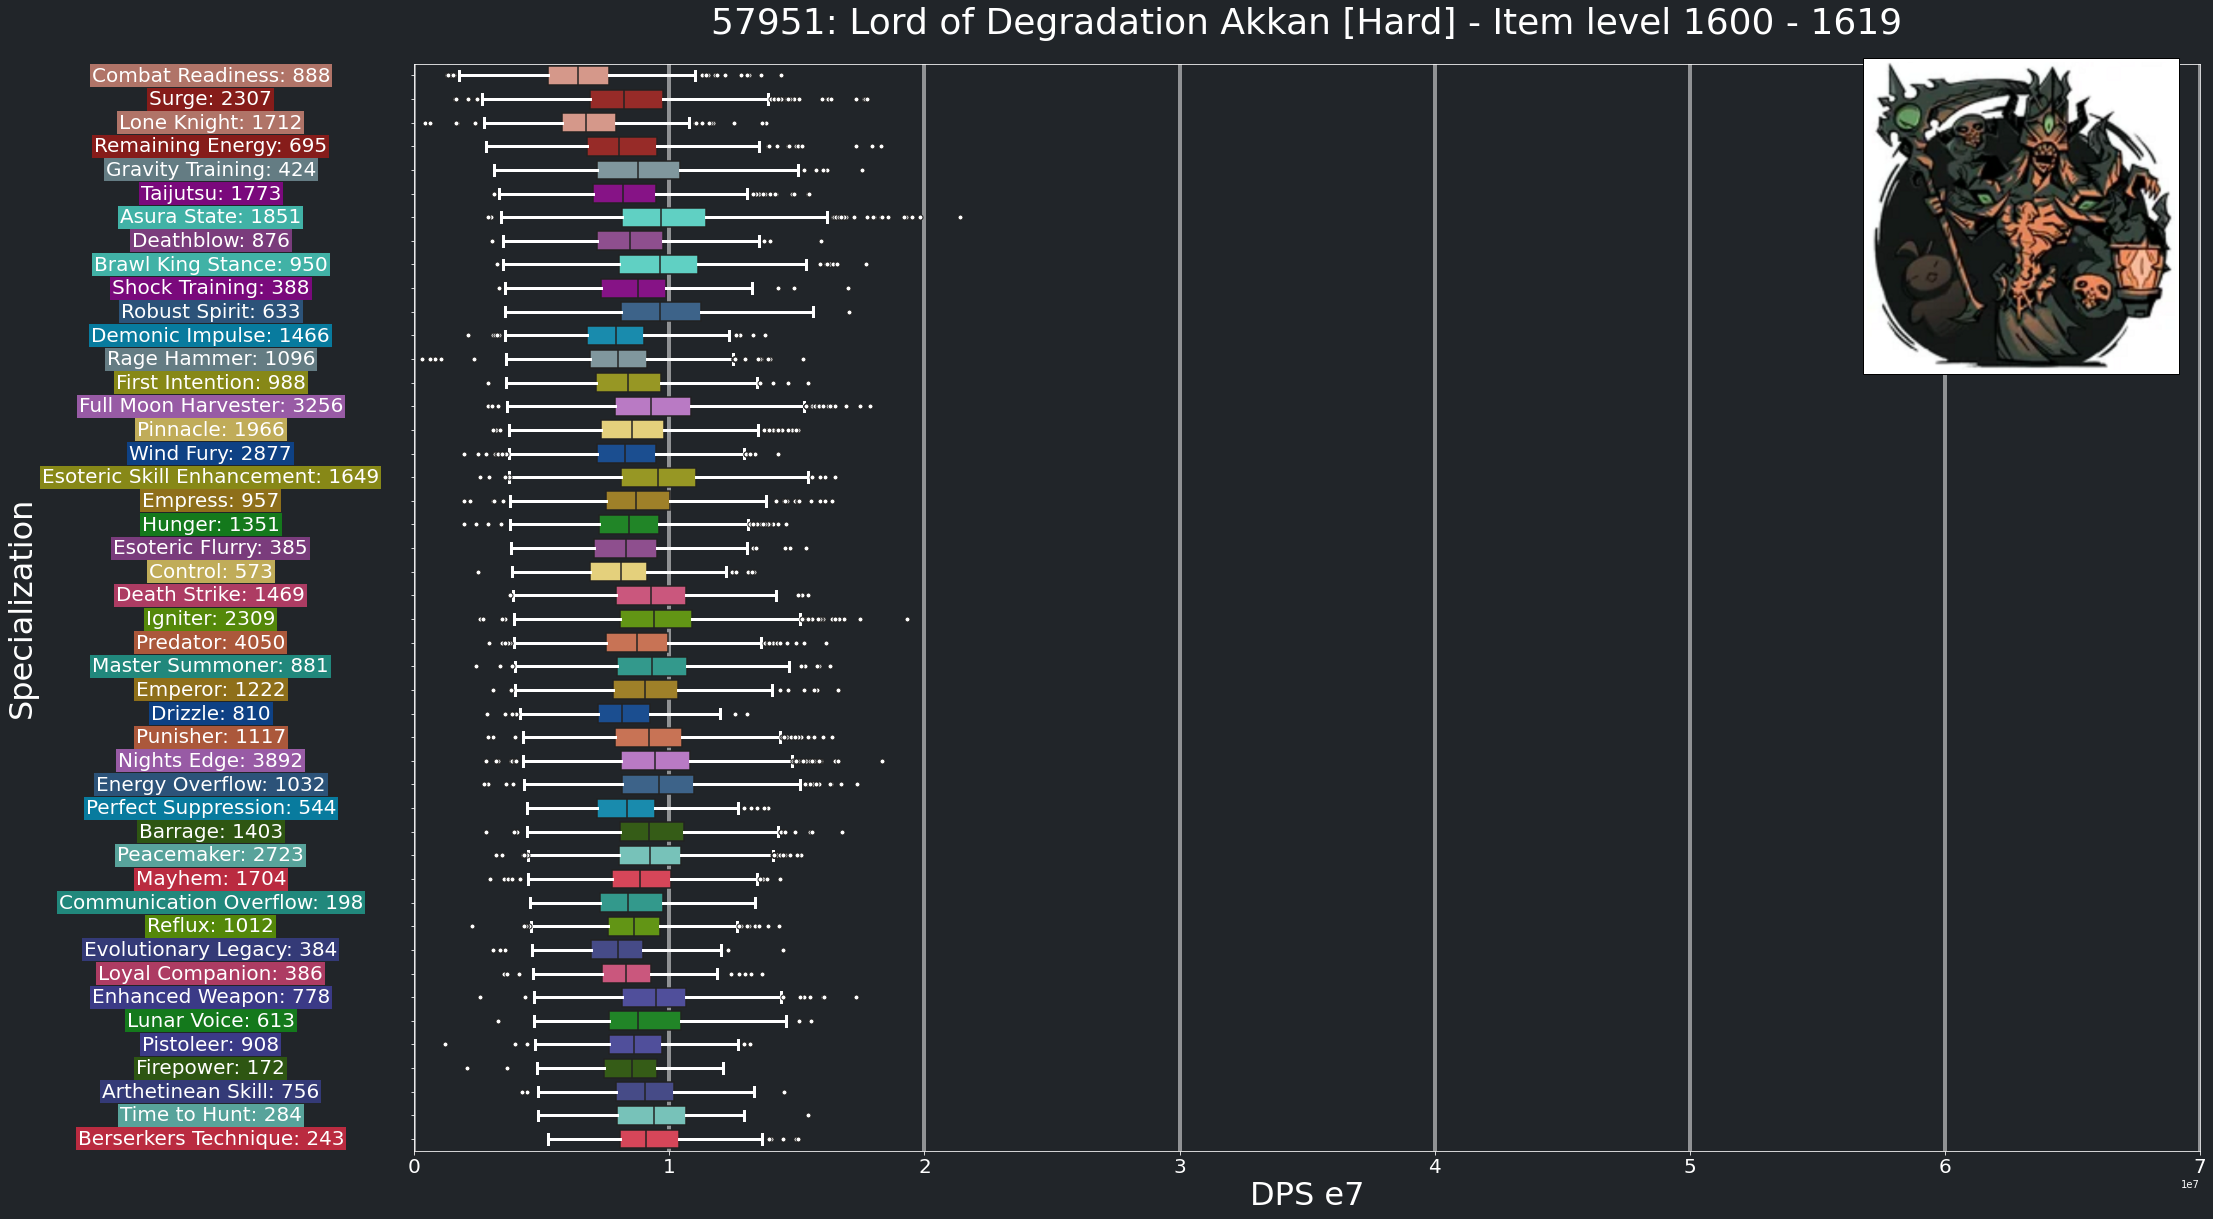 57951: Lord of Degradation Akkan [Hard] - Item level 1600 - 1619
Specialization
Combat Readiness: 888
Surge: 2307
Lone Knight: 1712
Remaining Energy: 695
Gravity Training: 424
Taijutsu: 1773
Asura State: 1851
Deathblow: 876
Brawl King Stance: 950
Shock Training: 388
Robust Spirit: 633
Demonic Impulse: 1466
Rage Hammer: 1096
First Intention: 988
Full Moon Harvester: 3256
Pinnacle: 1966
Wind Fury: 2877
Esoteric Skill Enhancement: 1649
Empress: 957
Hunger: 1351
Esoteric Flurry: 385
Control: 573
Death Strike: 1469
Igniter: 2309
Predator: 4050
Master Summoner: 881
Emperor: 1222
Drizzle: 810
Punisher: 1117
Nights Edge: 3892
Energy Overflow: 1032
Perfect Suppression: 544
Barrage: 1403
Peacemaker: 2723
Mayhem: 1704
Communication Overflow: 198
Reflux: 1012
Evolutionary Legacy: 384
Loyal Companion: 386
Enhanced Weapon: 778
Lunar Voice: 613
Pistoleer: 908
Firepower: 172
Arthetinean Skill: 756
Time to Hunt: 284
Berserkers Technique: 243
0 1 2 3 4 5 6 7
1e7
DPS e7